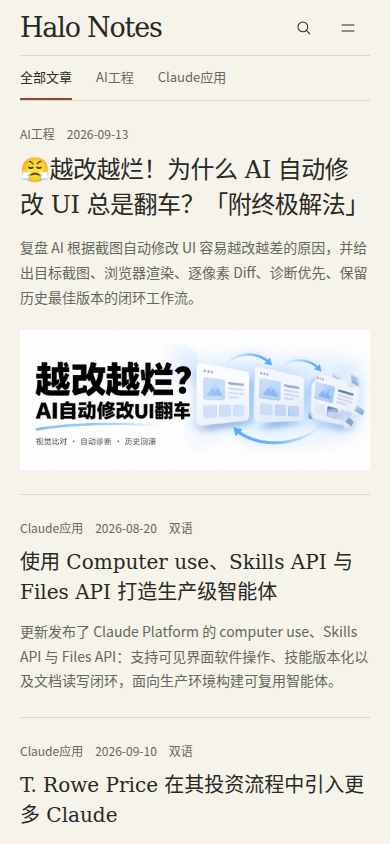 Halo Notes
全部文章 AI工程 Claude应用
AI工程 2026-09-13
😤越改越烂！为什么 AI 自动修
改 UI 总是翻车？「附终极解法」
复盘 AI 根据截图自动修改 UI 容易越改越差的原因，并给
出目标截图、浏览器渲染、逐像素 Diff、诊断优先、保留
历史最佳版本的闭环工作流。
越改越烂?
AI自动修改UI翻车
视觉比对 · 自动诊断 · 历史回滚
Claude应用 2026-08-20 双语
使用 Computer use、Skills API 与
Files API 打造生产级智能体
更新发布了 Claude Platform 的 computer use、Skills
API 与 Files API：支持可见界面软件操作、技能版本化以
及文档读写闭环，面向生产环境构建可复用智能体。
Claude应用 2026-09-10 双语
T. Rowe Price 在其投资流程中引入更
多 Claude